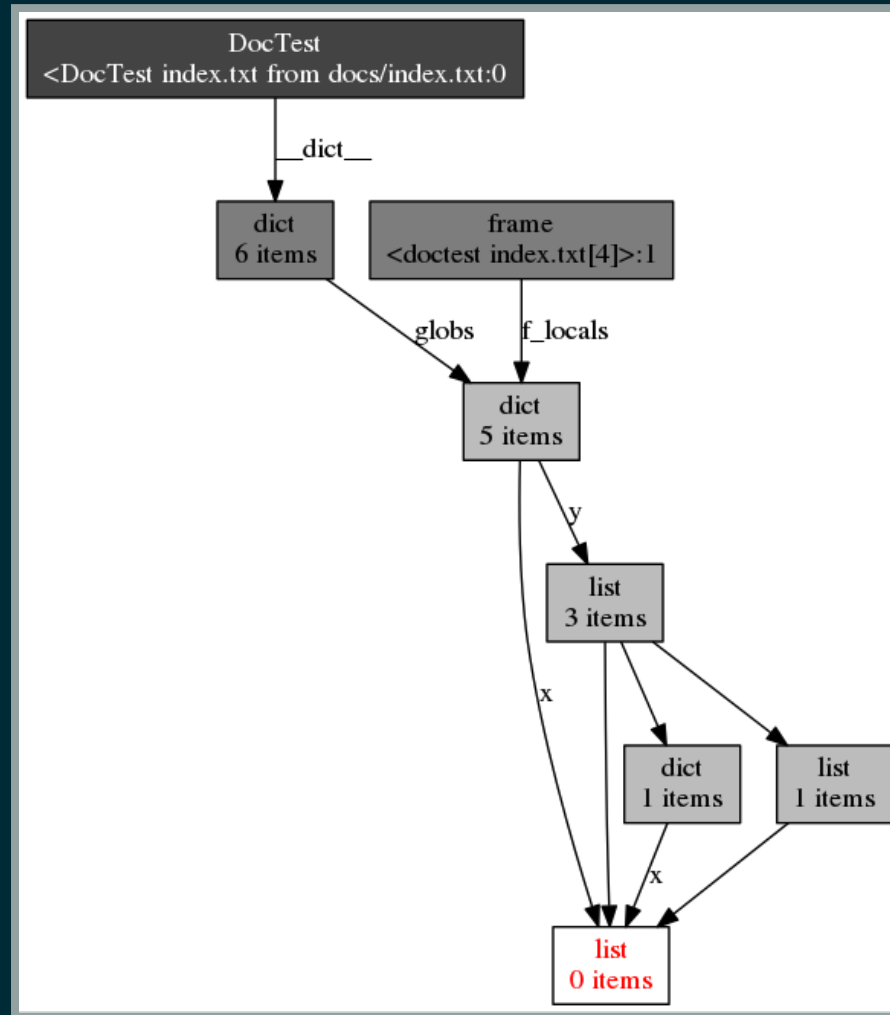 DocTest
<DocTest index.txt from docs/index.txt:0
__dict__
dict
6 items
frame
<doctest index.txt[4]>:1
globs
f_locals
dict
5 items
y
list
3 items
x
dict
1 items
list
1 items
x
list
0 items